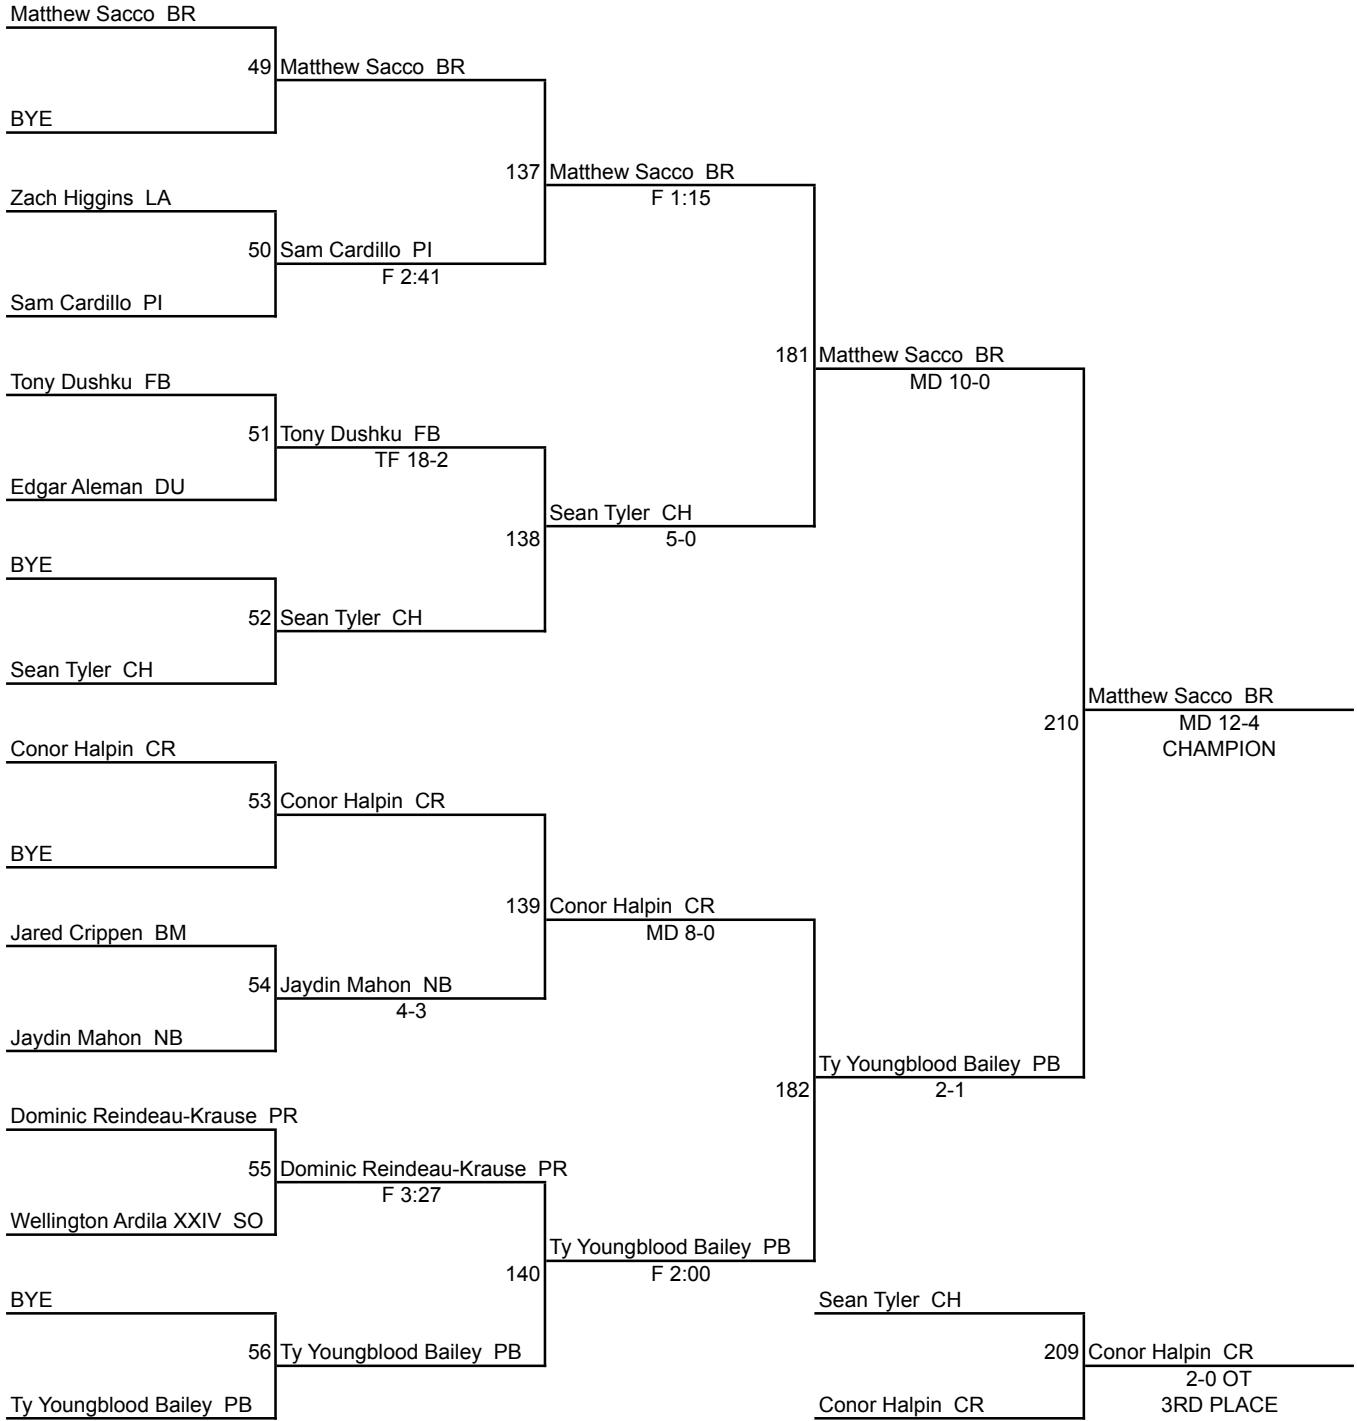 Matthew Sacco  BR
49 Matthew Sacco  BR
BYE
137 Matthew Sacco  BR
F 1:15
Zach Higgins  LA
50 Sam Cardillo  PI
F 2:41
Sam Cardillo  PI
181 Matthew Sacco  BR
MD 10-0
Tony Dushku  FB
51 Tony Dushku  FB
TF 18-2
Edgar Aleman  DU
Sean Tyler  CH
138
5-0
BYE
52 Sean Tyler  CH
Sean Tyler  CH
Matthew Sacco  BR
210
MD 12-4
CHAMPION
Conor Halpin  CR
53 Conor Halpin  CR
BYE
139 Conor Halpin  CR
MD 8-0
Jared Crippen  BM
54 Jaydin Mahon  NB
4-3
Jaydin Mahon  NB
Ty Youngblood Bailey  PB
182
2-1
Dominic Reindeau-Krause  PR
55 Dominic Reindeau-Krause  PR
F 3:27
Wellington Ardila XXIV  SO
Ty Youngblood Bailey  PB
140
F 2:00
BYE
56 Ty Youngblood Bailey  PB
Ty Youngblood Bailey  PB
Sean Tyler  CH
209 Conor Halpin  CR
2-0 OT
3RD PLACE
Conor Halpin  CR